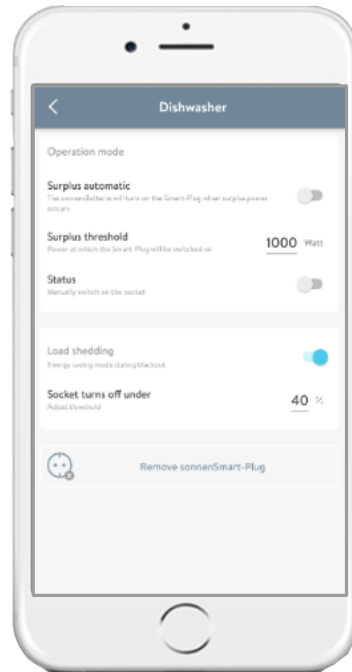 Dishwasher
Operation mode
Surplus automatic
The sonnenBatterie will turn on the Smart-Plug when surplus power
occurs
Surplus threshold
Power at which the Smart-Plug will be switched on
1000 Watt
Status
Manually switch on the socket
Load shedding
Energy saving mode during blackout
Socket turns off under
Adjust threshold
40 %
Remove sonnenSmart-Plug